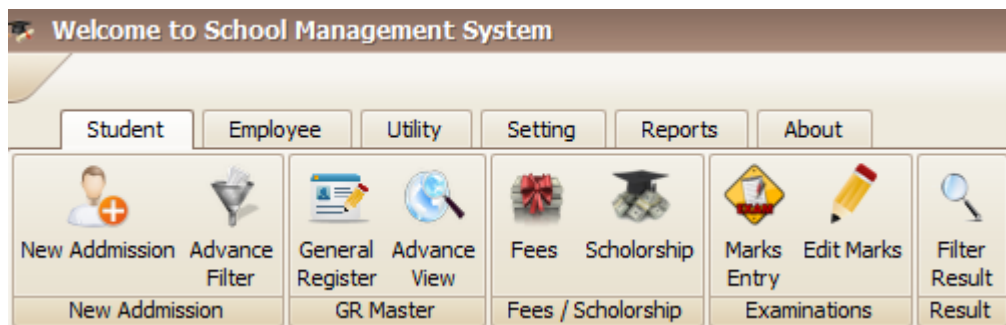 Welcome to School Management System
Student Employee Utility Setting Reports About
New Addmission Advance Filter General Register Advance View Fees Scholorship Marks Entry Edit Marks Filter Result
New Addmission GR Master Fees / Scholorship Examinations Result